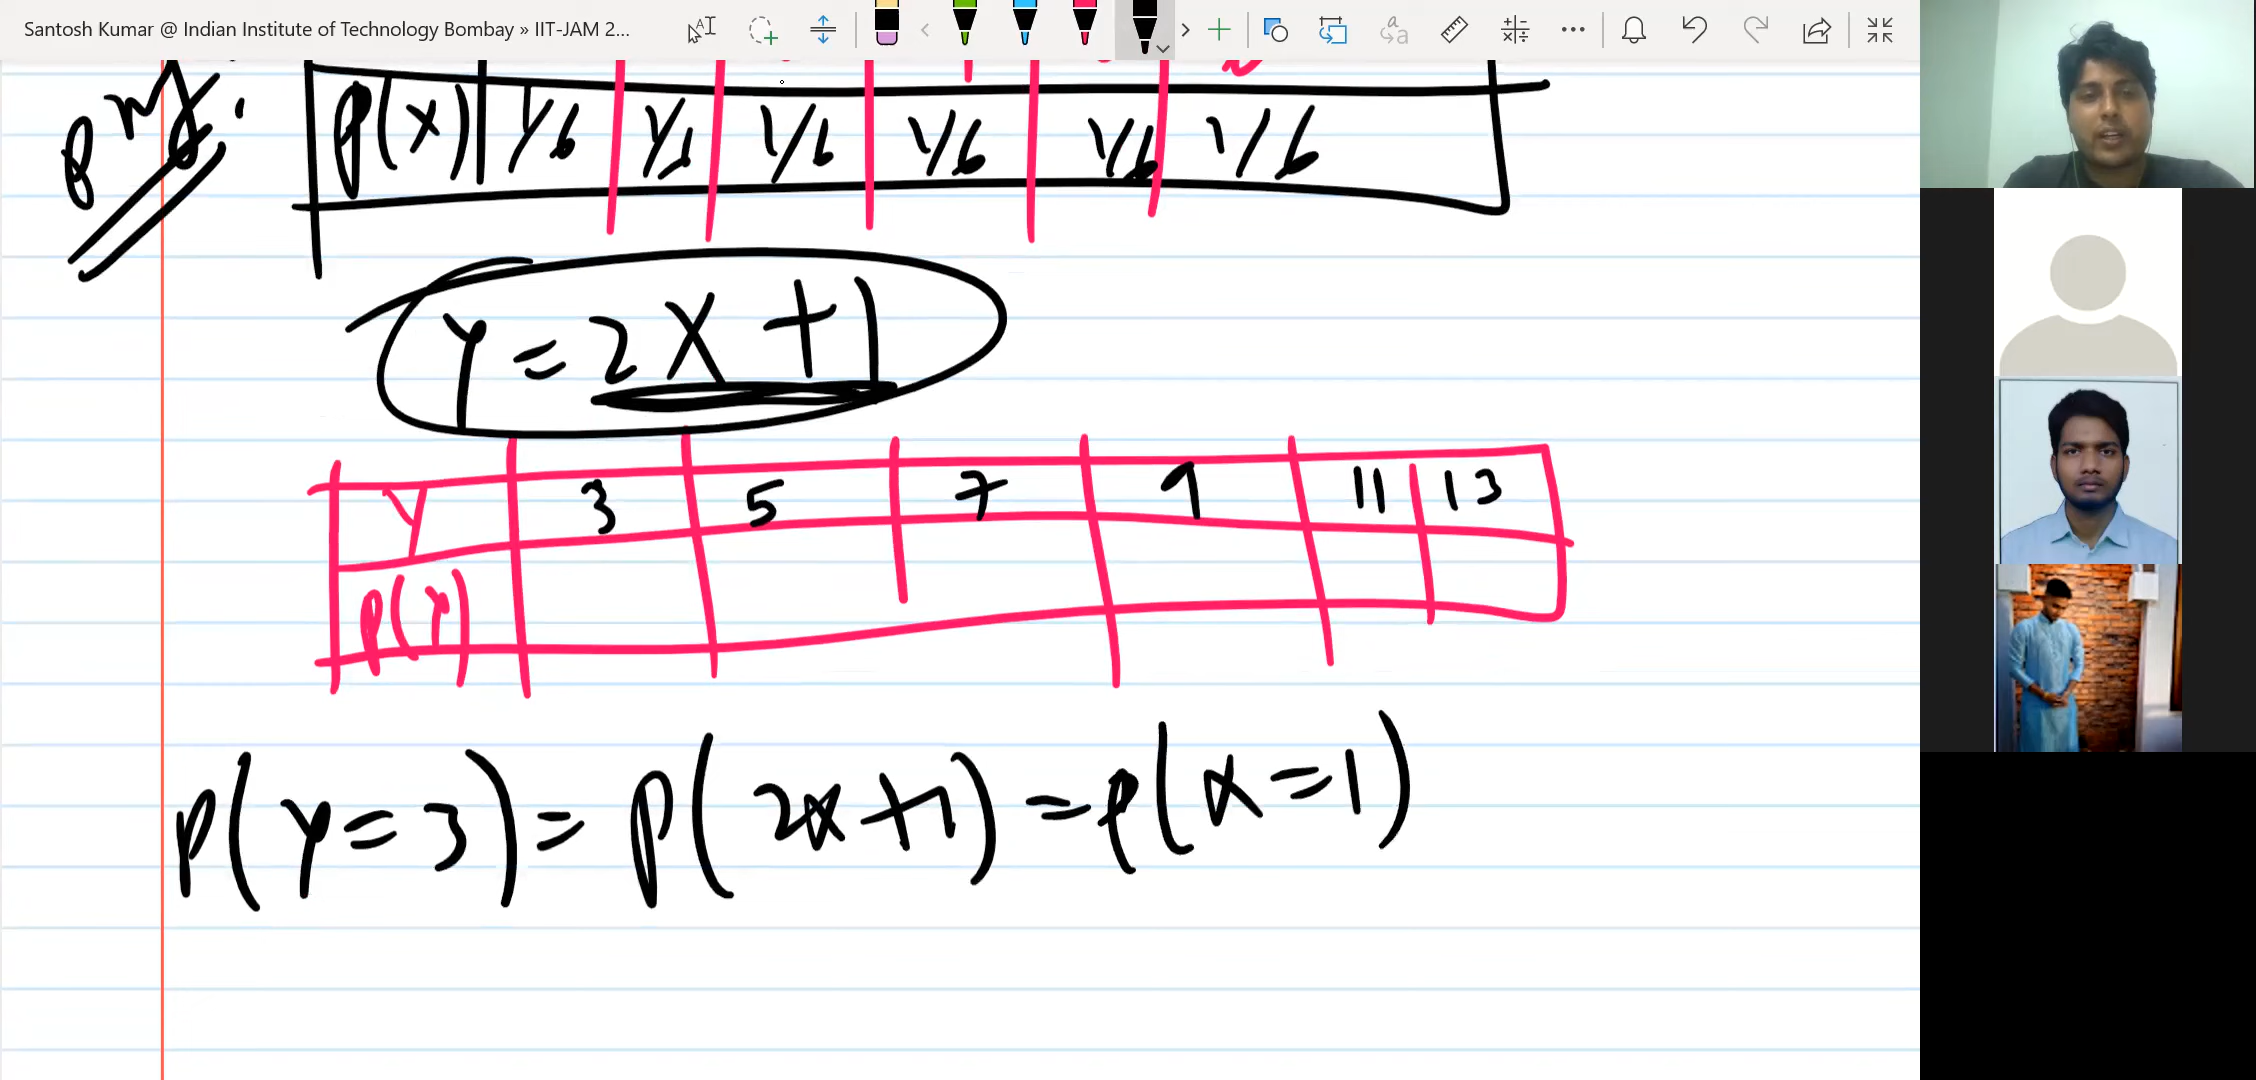 Santosh Kumar @ Indian Institute of Technology Bombay » IIT-JAM 2...
pmf.
p(x) 1/6 1/6 1/6 1/6 1/6 1/6
Y = 2X + 1
Y 3 5 7 9 11 13
p(Y)
P(Y = 3) = P(2x + 1) = P(x = 1)